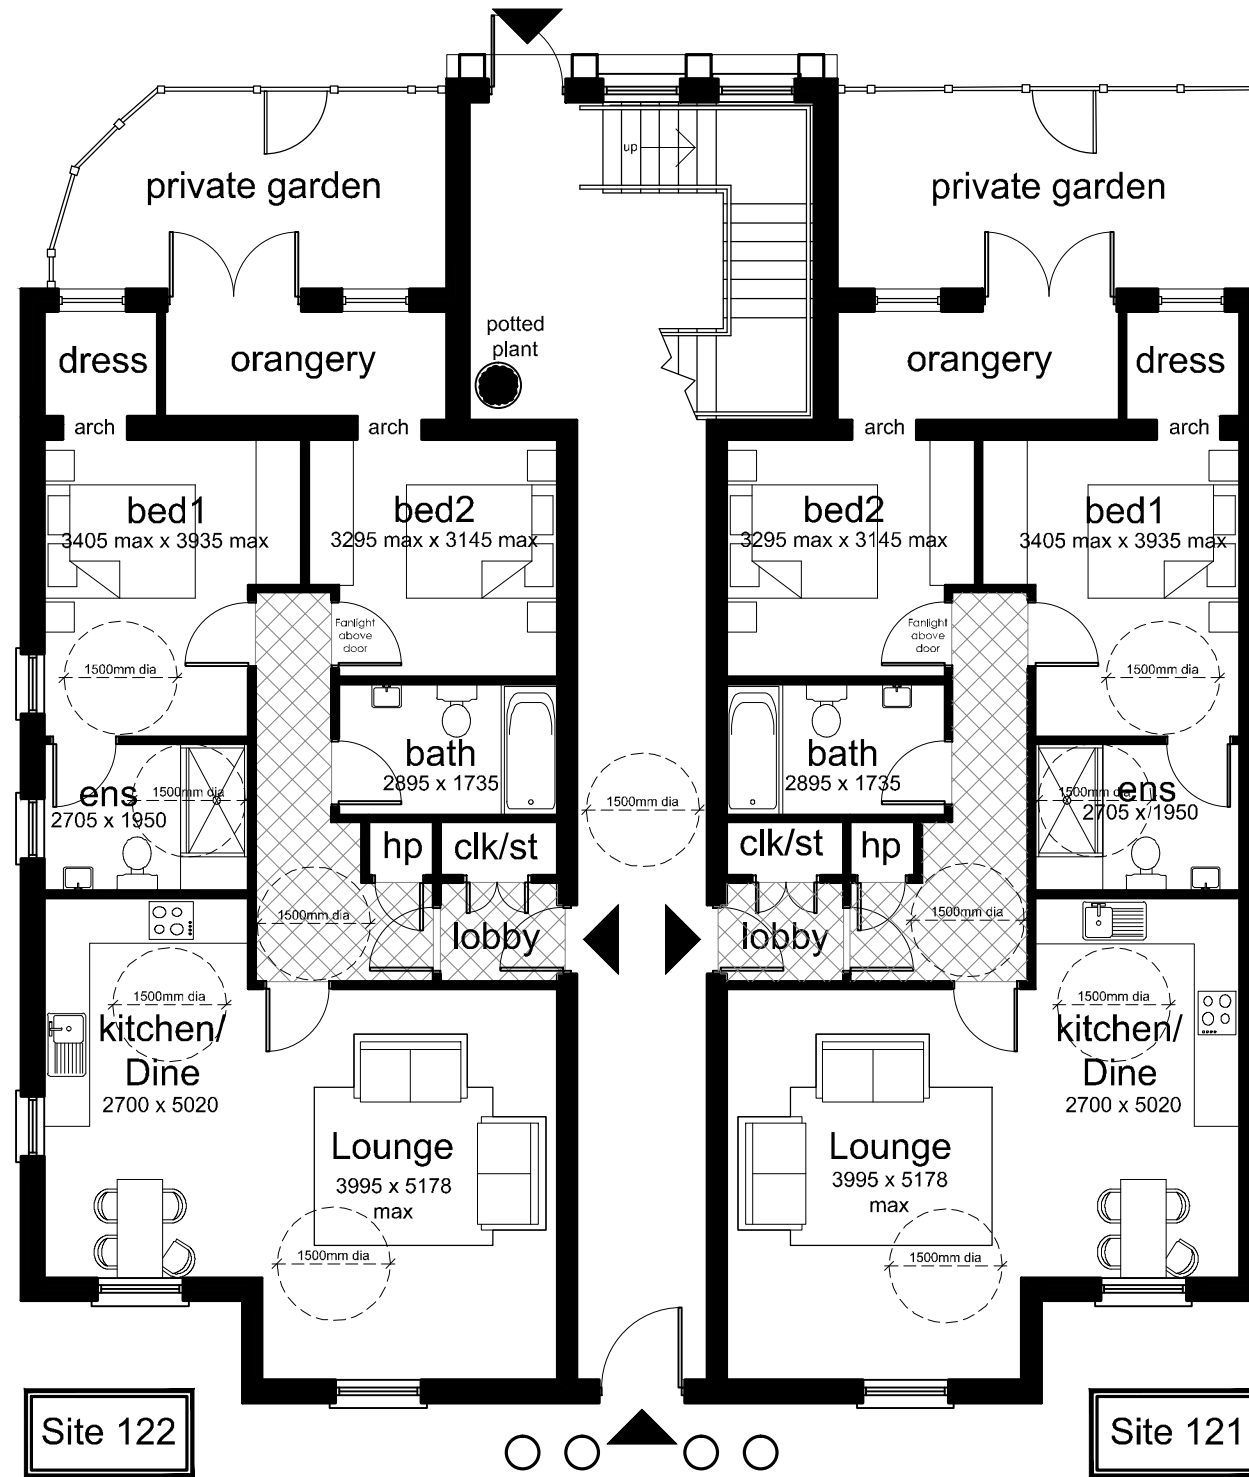 up
private garden
private garden
potted
plant
dress
orangery
orangery
dress
arch
arch
arch
arch
bed1
3405 max x 3935 max
bed2
3295 max x 3145 max
bed2
3295 max x 3145 max
bed1
3405 max x 3935 max
Fanlight
above
door
Fanlight
above
door
1500mm dia
1500mm dia
bath
2895 x 1735
bath
2895 x 1735
ens
1500mm dia
2705 x 1950
1500mm dia
1500mm dia
ens
2705 x 1950
hp
clk/st
clk/st
hp
1500mm dia
lobby
lobby
1500mm dia
1500mm dia
kitchen/
Dine
2700 x 5020
1500mm dia
kitchen/
Dine
2700 x 5020
Lounge
3995 x 5178
max
Lounge
3995 x 5178
max
1500mm dia
1500mm dia
Site 122
Site 121